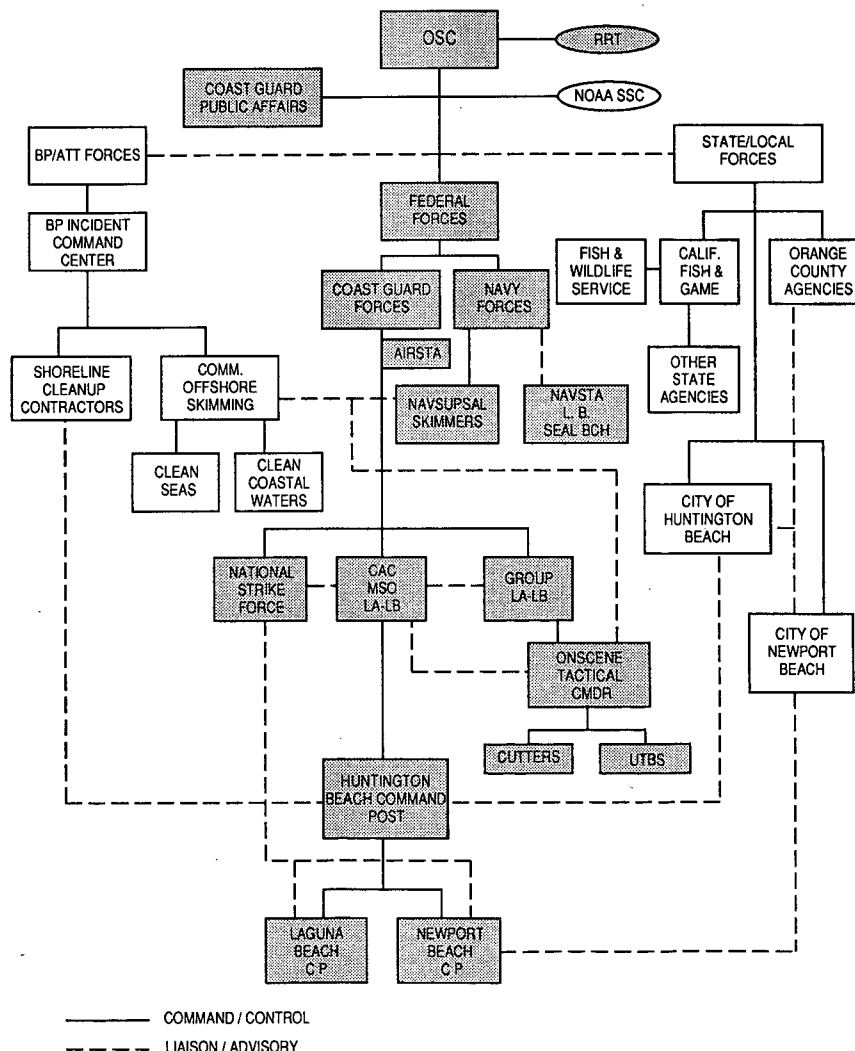 OSC
RRT
COAST GUARD
PUBLIC AFFAIRS
NOAA SSC
BP/ATT FORCES
STATE/LOCAL
FORCES
FEDERAL
FORCES
BP INCIDENT
COMMAND
CENTER
FISH &
WILDLIFE
SERVICE
CALIF.
FISH &
GAME
ORANGE
COUNTY
AGENCIES
COAST GUARD
FORCES
NAVY
FORCES
AIRSTA
SHORELINE
CLEANUP
CONTRACTORS
COMM.
OFFSHORE
SKIMMING
OTHER
STATE
AGENCIES
NAVSUPSAL
SKIMMERS
NAVSTA
L. B.
SEAL BCH
CLEAN
SEAS
CLEAN
COASTAL
WATERS
CITY OF
HUNTINGTON
BEACH
NATIONAL
STRIKE
FORCE
CAC
MSO
LA-LB
GROUP
LA-LB
CITY OF
NEWPORT
BEACH
ONSCENE
TACTICAL
CMDR
CUTTERS
UTBS
HUNTINGTON
BEACH COMMAND
POST
LAGUNA
BEACH
C P
NEWPORT
BEACH
C P
COMMAND / CONTROL
LIAISON / ADVISORY